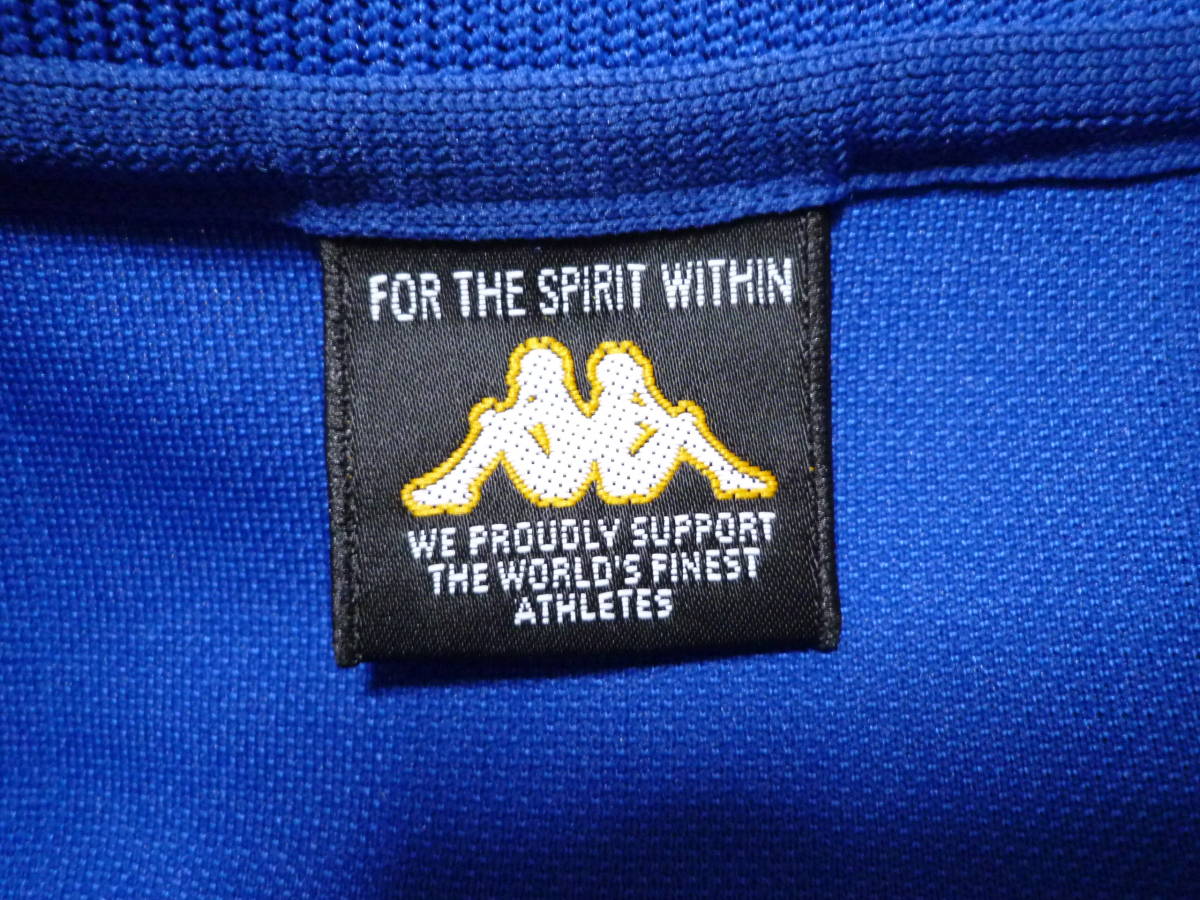 FOR THE SPIRIT WITHIN
WE PROUDLY SUPPORT
THE WORLD'S FINEST
ATHLETES